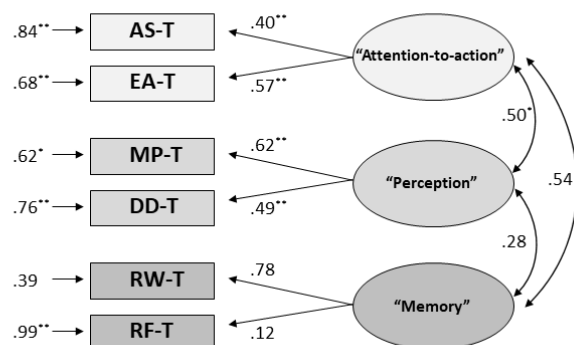 .84** AS-T .40** "Attention-to-action"
.68** EA-T .57**
.50*
.62* MP-T .62** "Perception"
.76** DD-T .49**
.54
.28
.39 RW-T .78 "Memory"
.99** RF-T .12